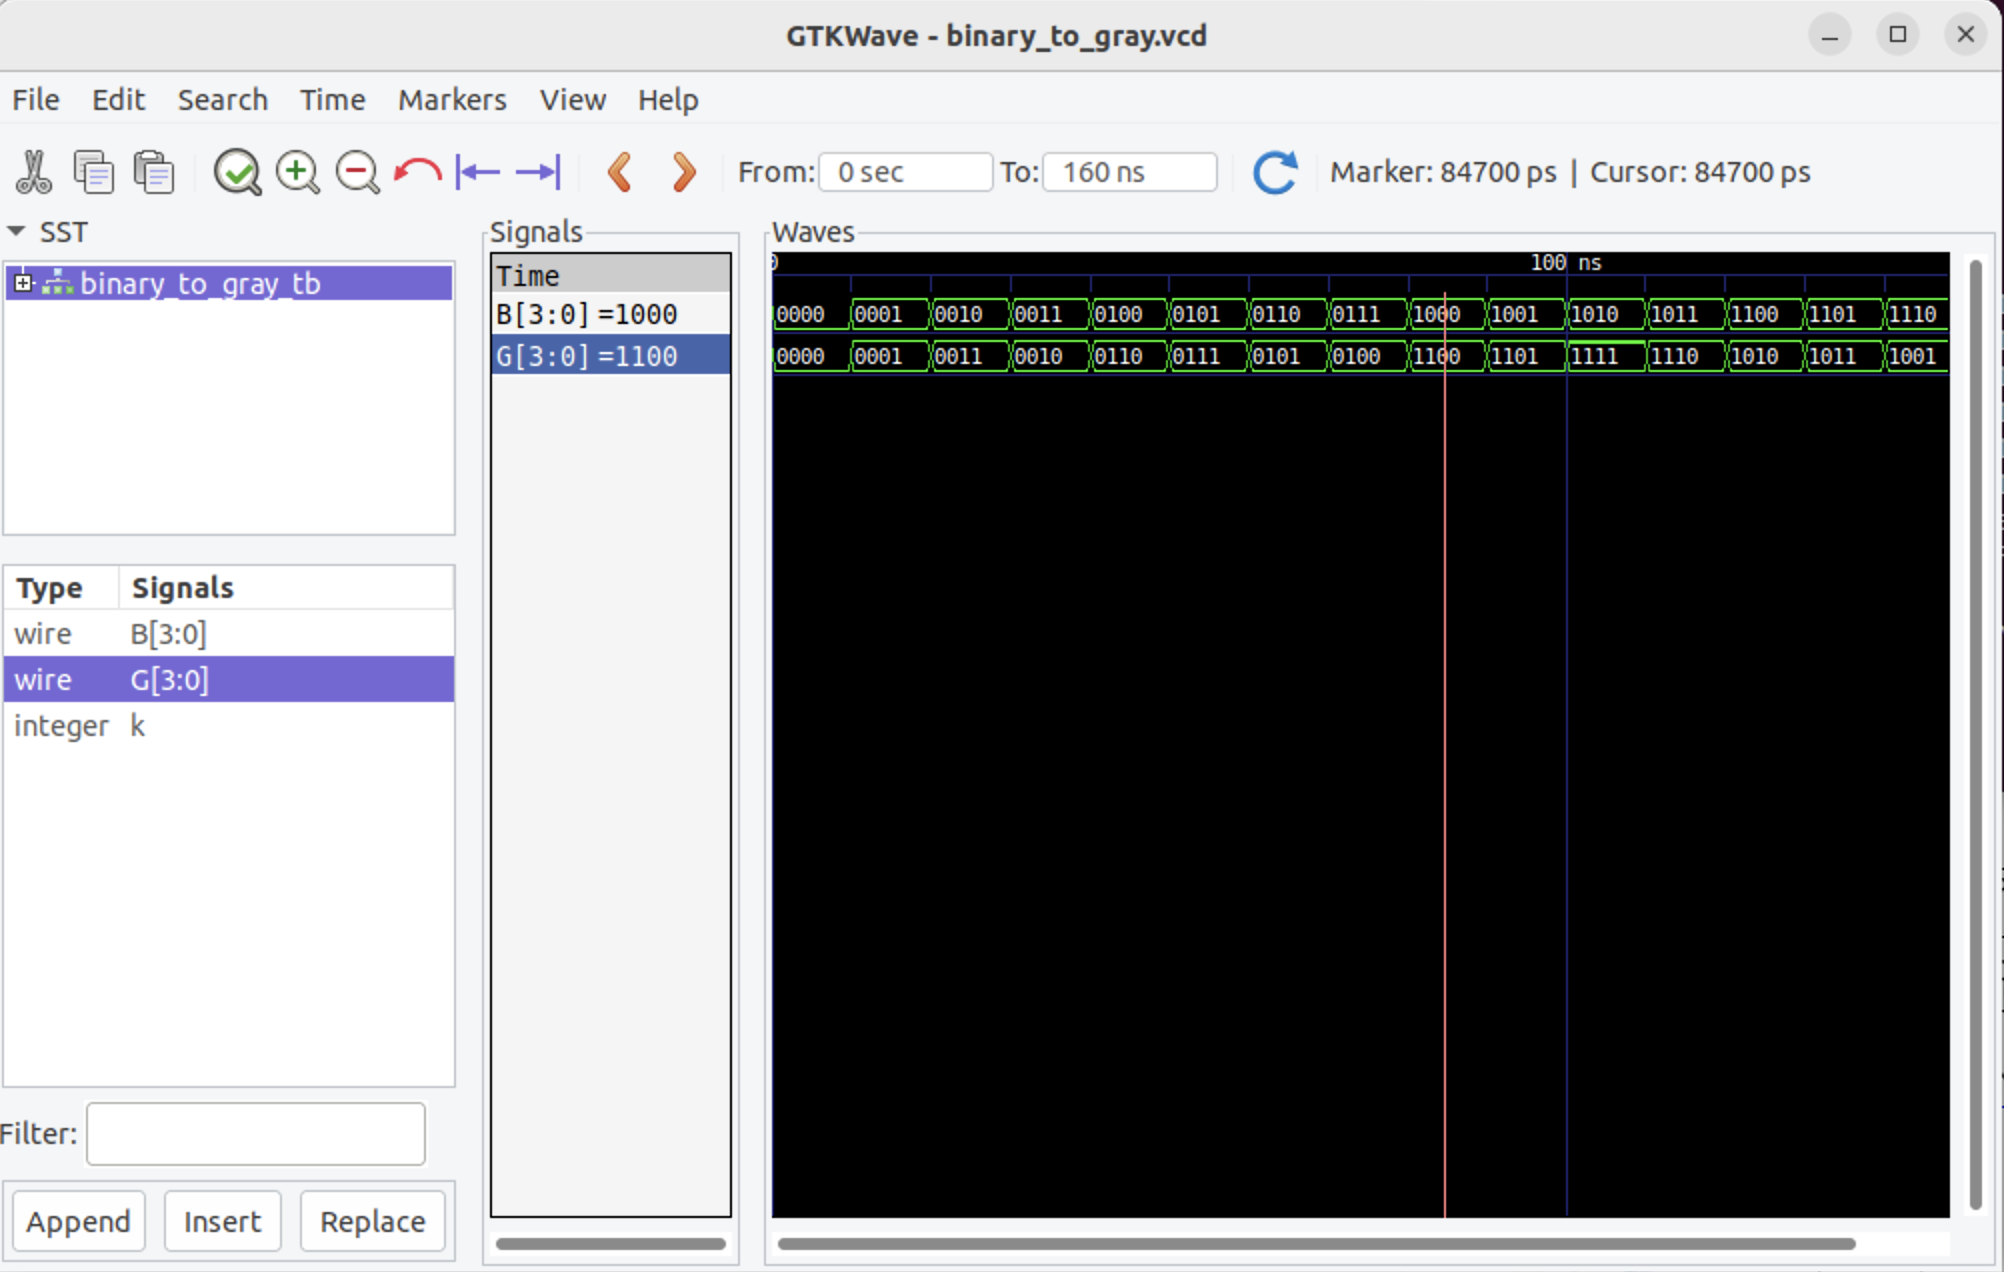 GTKWave - binary_to_gray.vcd
File Edit Search Time Markers View Help
From: 0 sec To: 160 ns Marker: 84700 ps | Cursor: 84700 ps
SST
binary_to_gray_tb
Type Signals
wire B[3:0]
wire G[3:0]
integer k
Filter:
Append Insert Replace
Signals
Time
B[3:0] =1000
G[3:0] =1100
Waves
0 100 ns
0000 0001 0010 0011 0100 0101 0110 0111 1000 1001 1010 1011 1100 1101 1110
0000 0001 0011 0010 0110 0111 0101 0100 1100 1101 1111 1110 1010 1011 1001